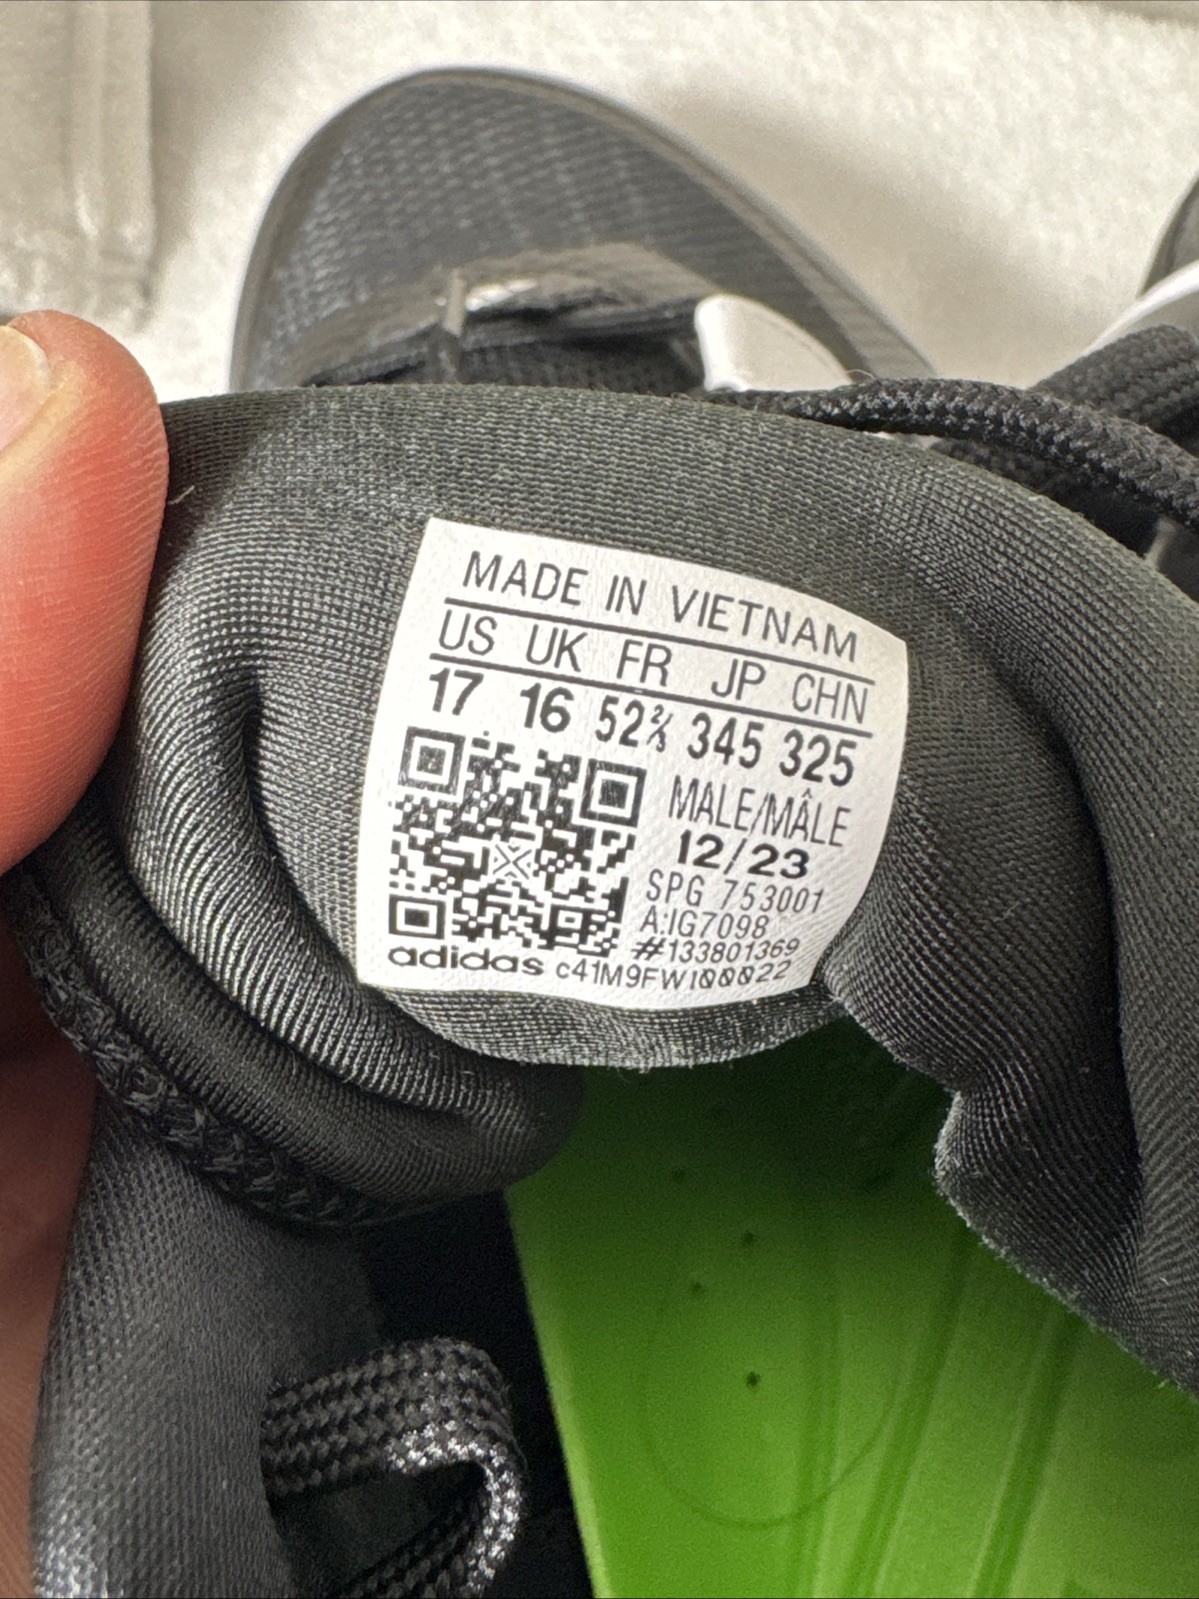 MADE IN VIETNAM
US UK FR JP CHN
17 16 52⅔ 345 325
MALE/MÂLE
12/23
SPG 753001
A:IG7098
#133801369
adidas c41M9FWI00022